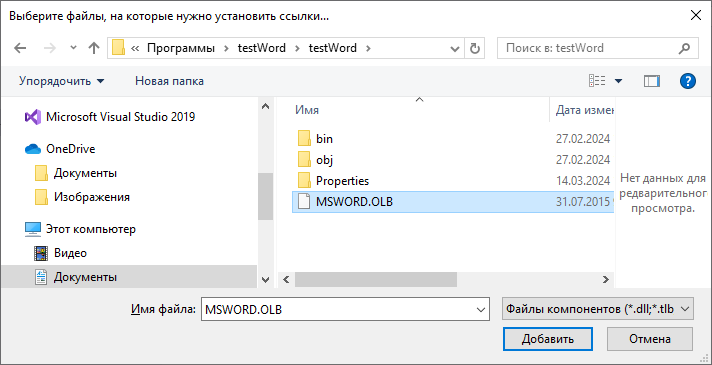 Выберите файлы, на которые нужно установить ссылки...
« Программы > testWord > testWord >
Поиск в: testWord
Упорядочить
Новая папка
Microsoft Visual Studio 2019
OneDrive
Документы
Изображения
Этот компьютер
Видео
Документы
Имя
Дата измен
bin
27.02.2024
obj
27.02.2024
Properties
14.03.2024
MSWORD.OLB
31.07.2015
Нет данных для
редварительног
просмотра.
Имя файла:
MSWORD.OLB
Файлы компонентов (*.dll;*.tlb
Добавить
Отмена